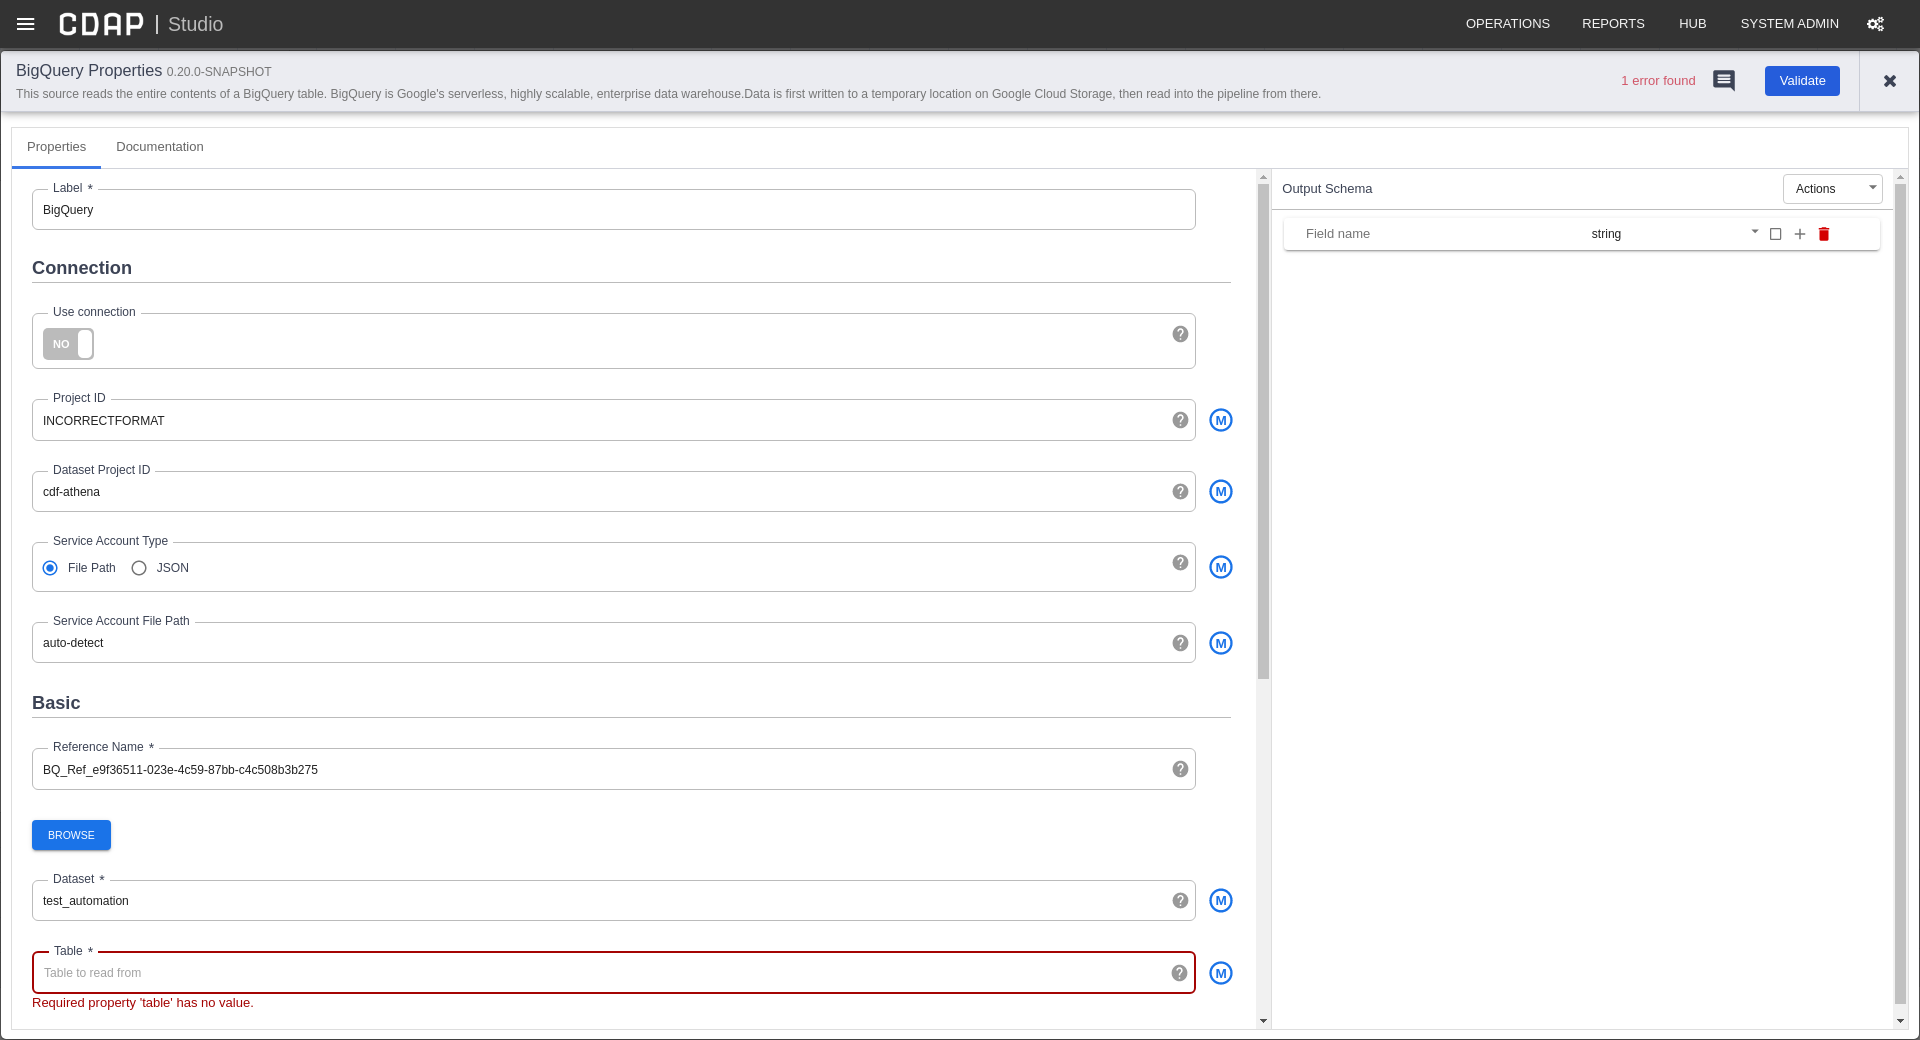 CDAP | Studio
OPERATIONS REPORTS HUB SYSTEM ADMIN
BigQuery Properties 0.20.0-SNAPSHOT
This source reads the entire contents of a BigQuery table. BigQuery is Google's serverless, highly scalable, enterprise data warehouse.Data is first written to a temporary location on Google Cloud Storage, then read into the pipeline from there.
1 error found
Validate
Properties Documentation
Label *
BigQuery
Connection
Use connection
NO
Project ID
INCORRECTFORMAT
M
Dataset Project ID
cdf-athena
M
Service Account Type
File Path JSON
M
Service Account File Path
auto-detect
M
Basic
Reference Name *
BQ_Ref_e9f36511-023e-4c59-87bb-c4c508b3b275
BROWSE
Dataset *
test_automation
M
Table *
Table to read from
M
Required property 'table' has no value.
Output Schema
Actions
Field name string